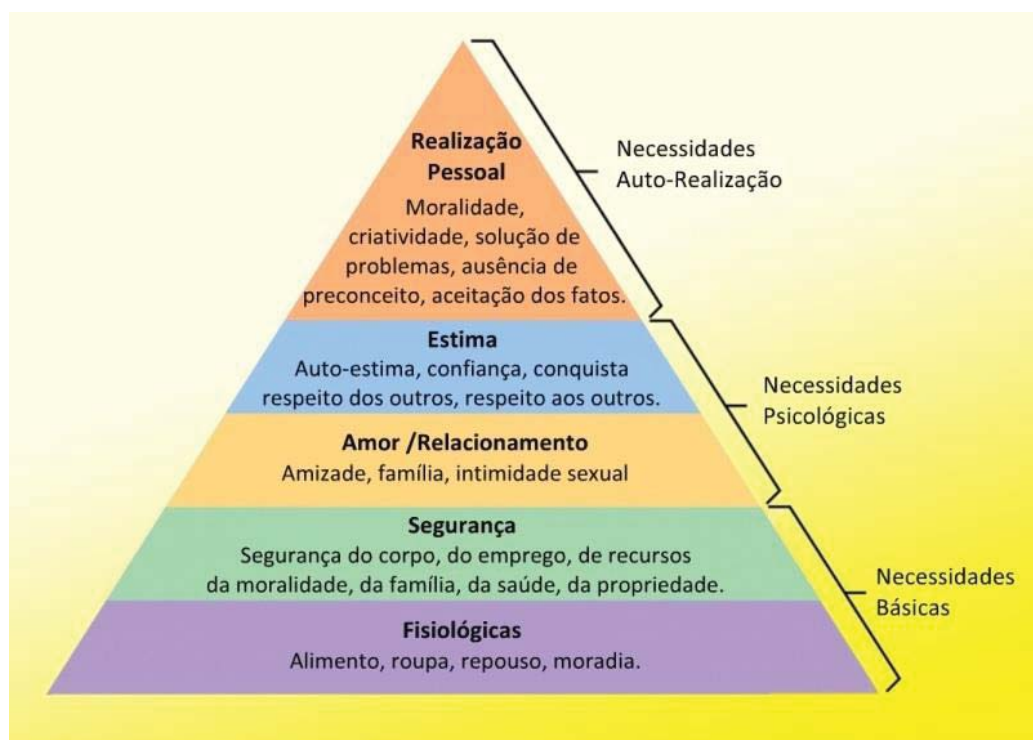 Realização
Pessoal
Moralidade,
criatividade, solução de
problemas, ausência de
preconceito, aceitação dos fatos.
Necessidades
Auto-Realização
Estima
Auto-estima, confiança, conquista
respeito dos outros, respeito aos outros.
Amor /Relacionamento
Amizade, família, intimidade sexual
Necessidades
Psicológicas
Segurança
Segurança do corpo, do emprego, de recursos
da moralidade, da família, da saúde, da propriedade.
Fisiológicas
Alimento, roupa, repouso, moradia.
Necessidades
Básicas